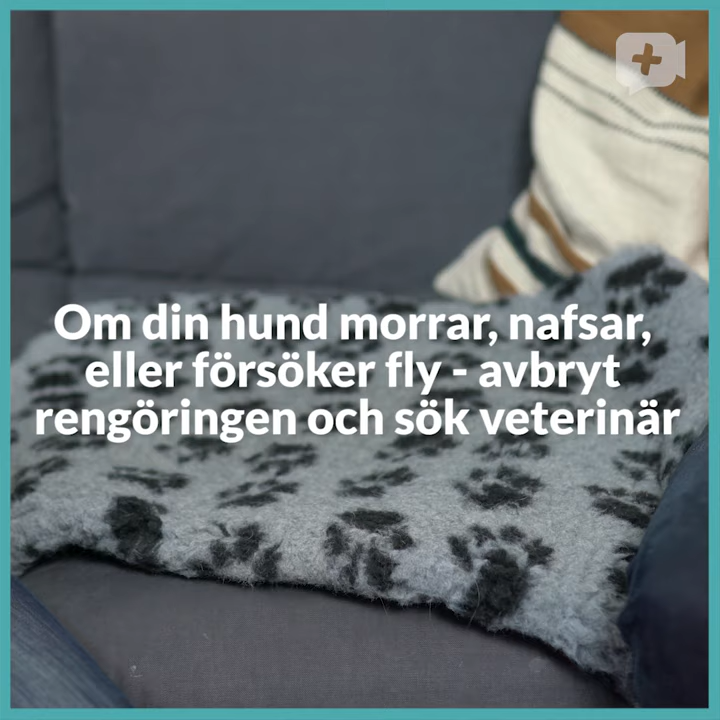 Om din hund morrar, nafsar,
eller försöker fly - avbryt
rengöringen och sök veterinär